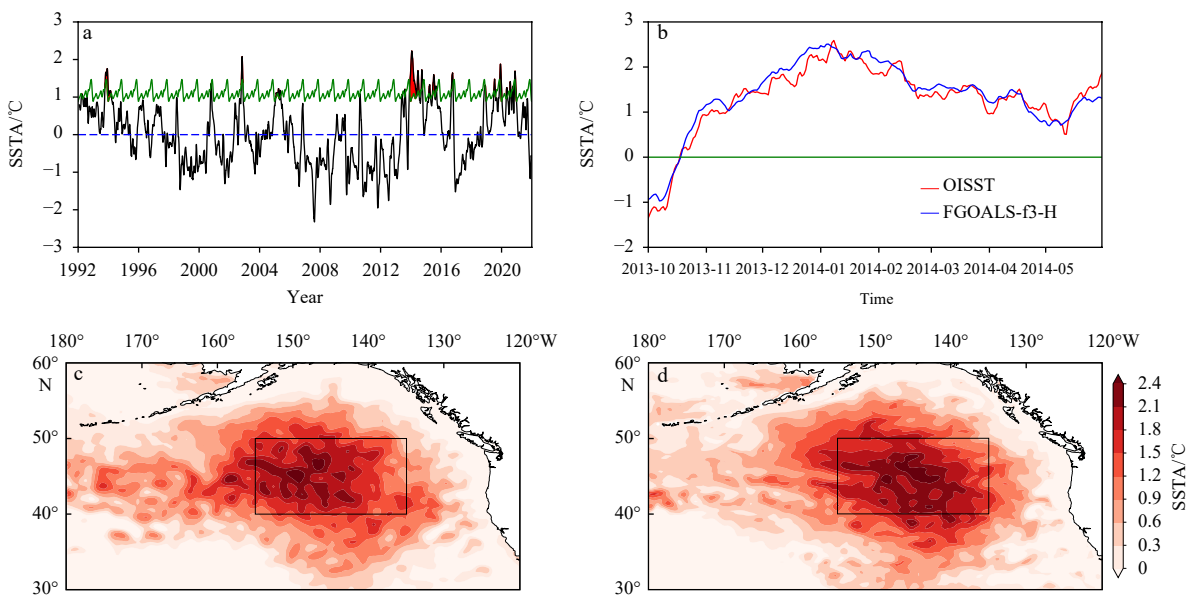 a
3
2
1
0
−1
−2
−3
SSTA/℃
1992 1996 2000 2004 2008 2012 2016 2020
Year
b
3
2
1
0
−1
−2
SSTA/℃
OISST
FGOALS-f3-H
2013-10 2013-11 2013-12 2014-01 2014-02 2014-03 2014-04 2014-05
Time
180° 170° 160° 150° 140° 130° 120°W
60°
N
c
50°
40°
30°
180° 170° 160° 150° 140° 130° 120°W
60°
N
d
50°
40°
30°
2.4
2.1
1.8
1.5
1.2
0.9
0.6
0.3
0
SSTA/℃